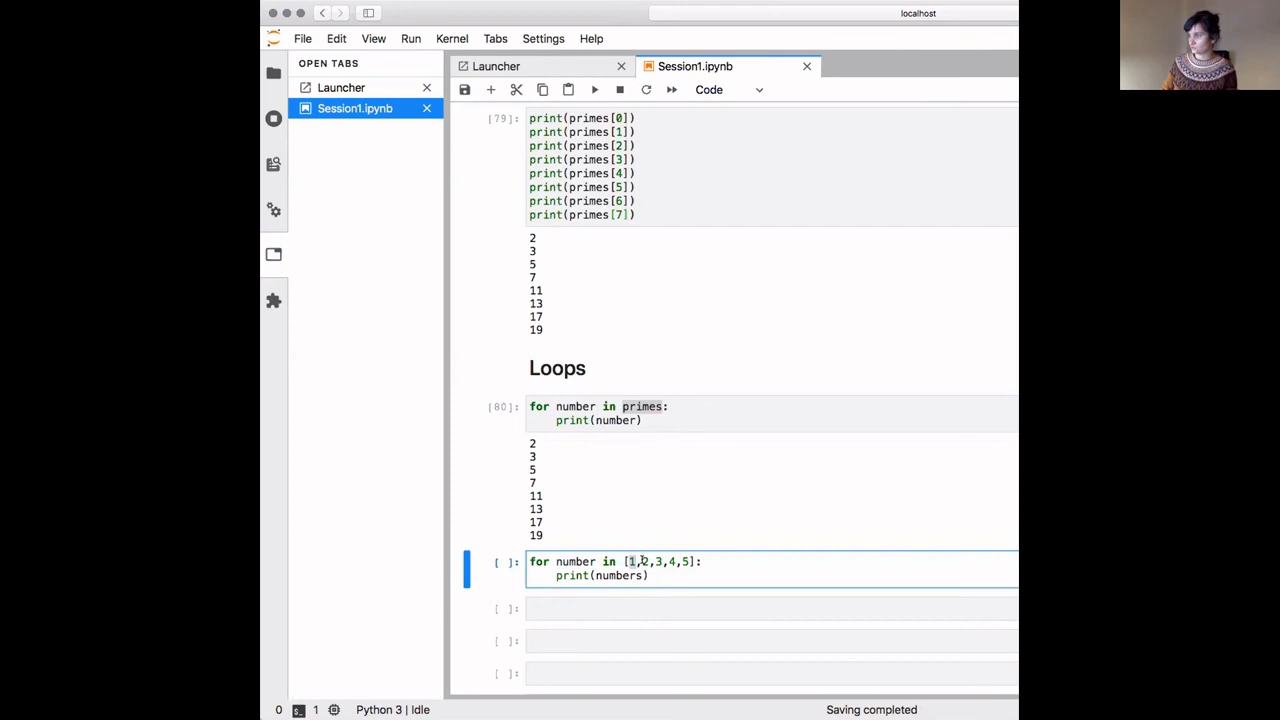 localhost
File Edit View Run Kernel Tabs Settings Help
OPEN TABS
Launcher
Session1.ipynb
Launcher
Session1.ipynb
Code
[79]:
print(primes[0])
print(primes[1])
print(primes[2])
print(primes[3])
print(primes[4])
print(primes[5])
print(primes[6])
print(primes[7])
2
3
5
7
11
13
17
19
Loops
[80]:
for number in primes:
    print(number)
2
3
5
7
11
13
17
19
[ ]:
for number in [1,2,3,4,5]:
    print(numbers)
[ ]:
[ ]:
[ ]:
0
$_
1
Python 3 | Idle
Saving completed